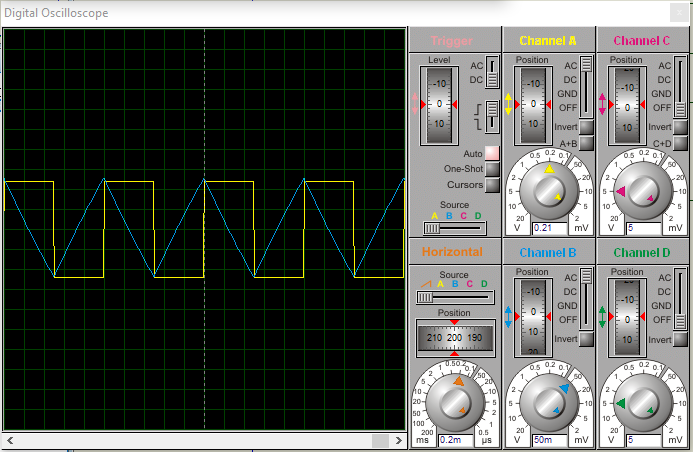 Digital Oscilloscope
Trigger
Level
0
10
AC
DC
Auto
One-Shot
Cursors
Source
A B C D
Channel A
Position
-10
0
10
AC
DC
GND
OFF
Invert
A+B
20 10 5 2 1 0.5 0.2 0.1 50 20 10 5 2
V 0.21 mV
Channel C
Position
-10
0
10
AC
DC
GND
OFF
Invert
C+D
20 10 5 2 1 0.5 0.2 0.1 50 20 10 5 2
V 5 mV
Horizontal
Source
A B C D
Position
210 200 190
200 100 50 20 10 5 2 1 0.5 0.2 0.1 50 20 10 5 2 1 0.5
ms 0.2m µs
Channel B
Position
-10
0
10
20
AC
DC
GND
OFF
Invert
20 10 5 2 1 0.5 0.2 0.1 50 20 10 5 2
V 50m mV
Channel D
Position
-10
0
10
AC
DC
GND
OFF
Invert
20 10 5 2 1 0.5 0.2 0.1 50 20 10 5 2
V 5 mV